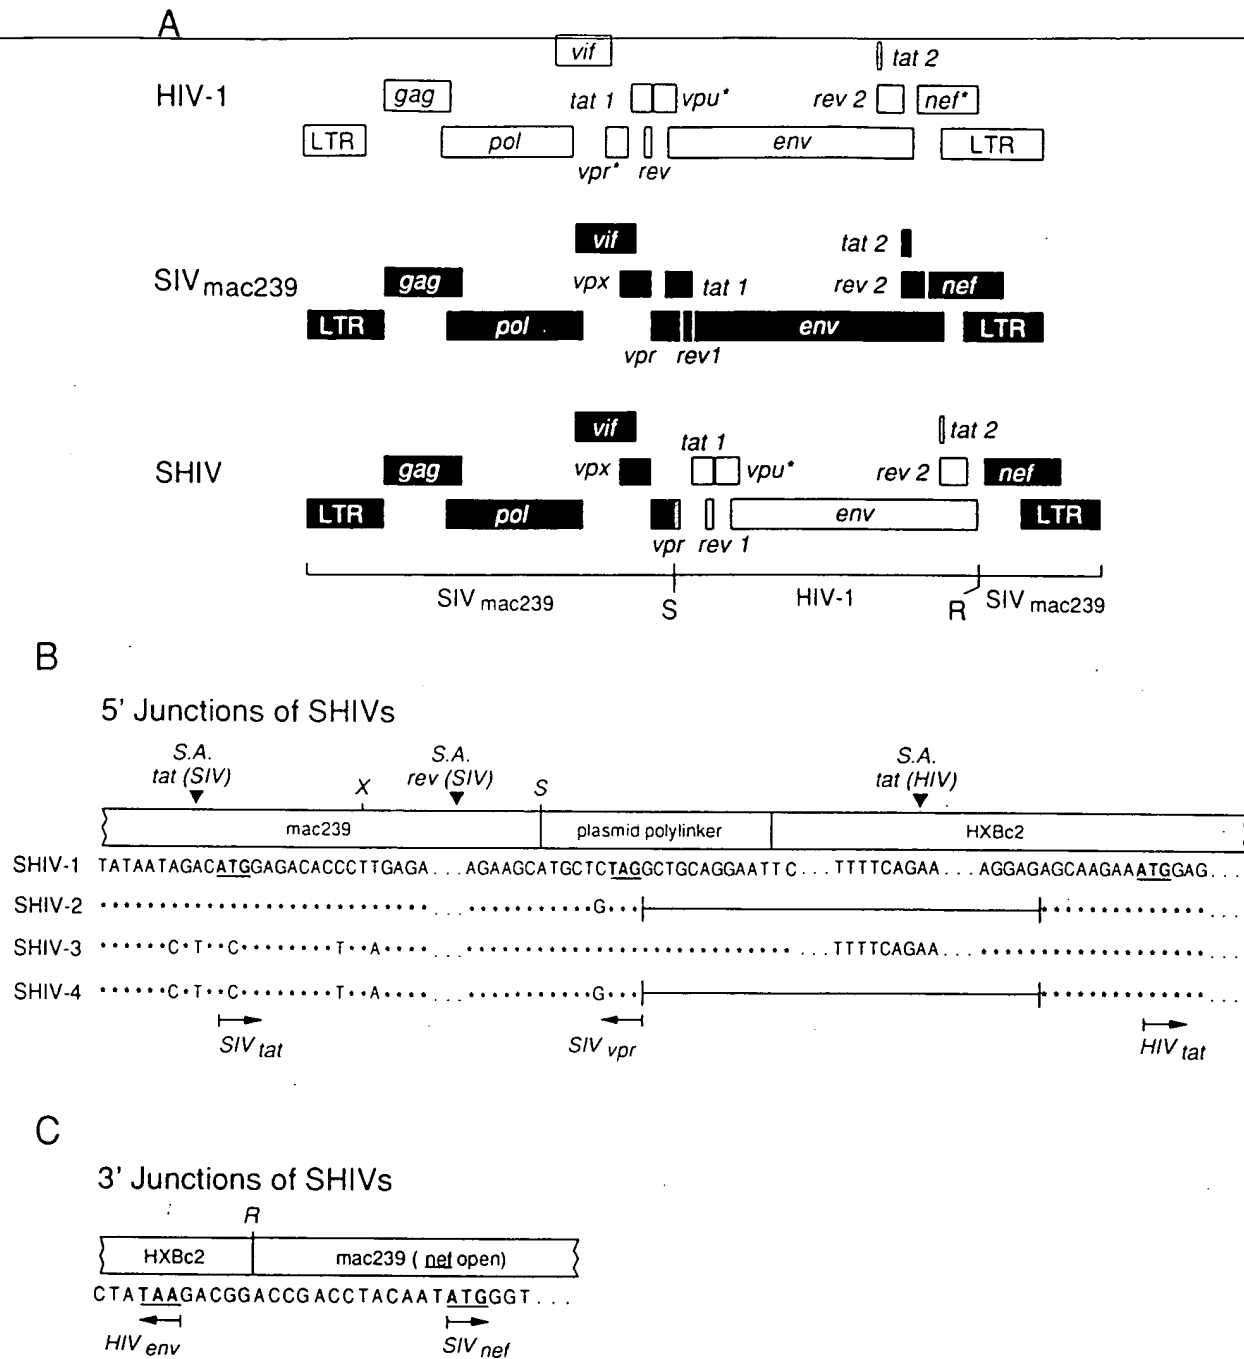 A
HIV-1
LTR
gag
pol
vif
tat 1
vpu*
vpr*
rev
env
rev 2
tat 2
nef*
LTR
SIVmac239
LTR
gag
pol
vif
vpx
vpr
tat 1
rev1
env
tat 2
rev 2
nef
LTR
SHIV
LTR
gag
pol
vif
vpx
vpr
tat 1
vpu*
rev 1
env
tat 2
rev 2
nef
LTR
SIVmac239
S
HIV-1
R
SIVmac239
B
5' Junctions of SHIVs
S.A.
tat (SIV)
X
S.A.
rev (SIV)
S
S.A.
tat (HIV)
mac239
plasmid polylinker
HXBc2
SHIV-1 TATAATAGACATGGAGACACCCTTGAGA...AGAAGCATGCTCTAGGCTGCAGGAATTC...TTTTCAGAA...AGGAGAGCAAGAAATGGAG...
SHIV-2 ... G ...
SHIV-3 C·T··C T··A ... ...TTTTCAGAA... ...
SHIV-4 C·T··C T··A ... G ...
SIVtat
SIVvpr
HIVtat
C
3' Junctions of SHIVs
R
HXBc2
mac239 ( nef open)
CTATAAGACGGACCGACCTACAATATGGGT...
HIVenv
SIVnef